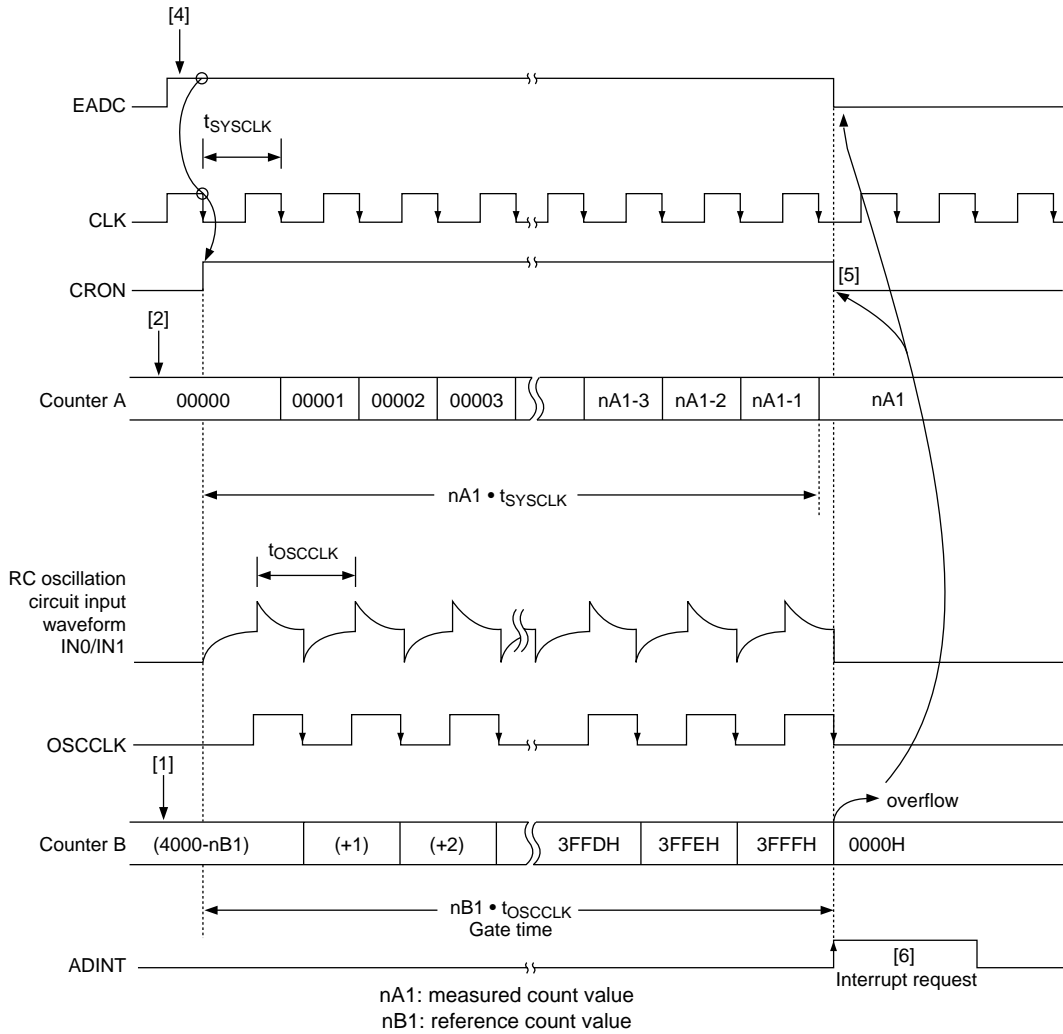 [4]
EADC
tSYSCLK
CLK
CRON
[5]
[2]
Counter A
00000
00001
00002
00003
nA1-3
nA1-2
nA1-1
nA1
nA1 • tSYSCLK
tOSCCLK
RC oscillation
circuit input
waveform
IN0/IN1
OSCCLK
[1]
overflow
Counter B
(4000-nB1)
(+1)
(+2)
3FFDH
3FFEH
3FFFH
0000H
nB1 • tOSCCLK
Gate time
ADINT
[6]
Interrupt request
nA1: measured count value
nB1: reference count value